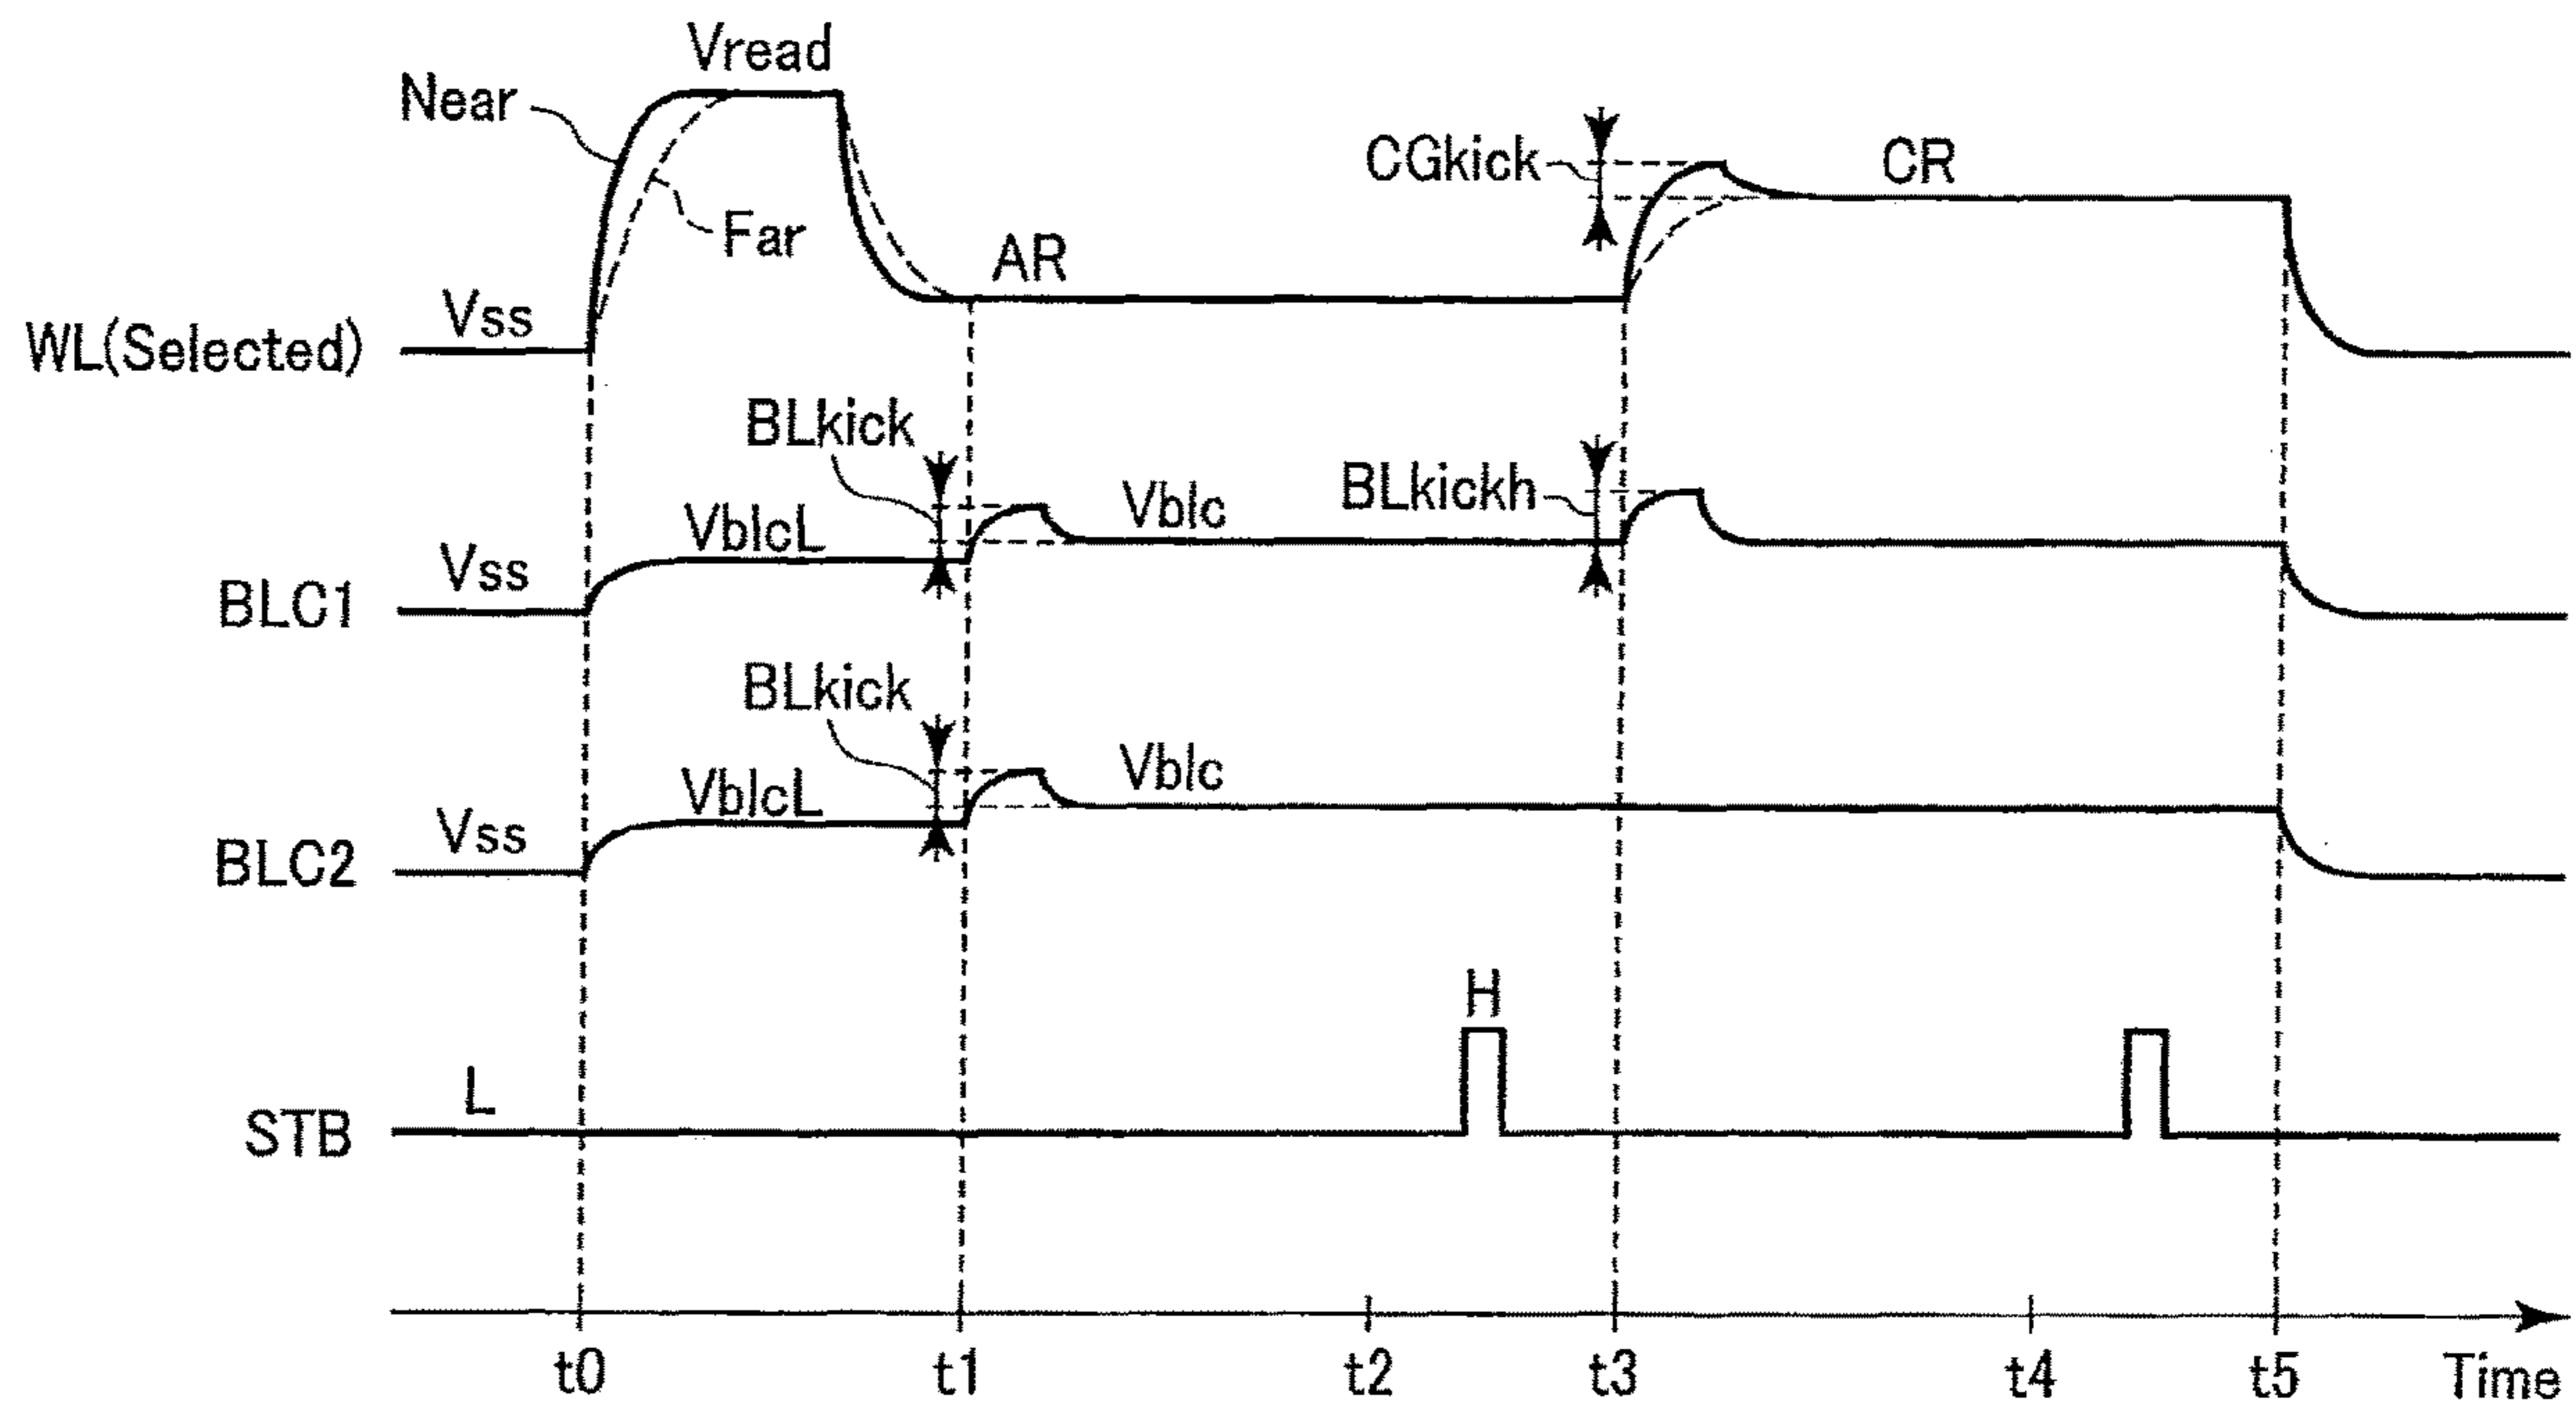 Vread
Near
CGkick
CR
Far
AR
Vss
WL(Selected)
BLkick
BLkickh
Vblc
VblcL
Vss
BLC1
BLkick
Vblc
VblcL
Vss
BLC2
H
L
STB
t0 t1 t2 t3 t4 t5 Time